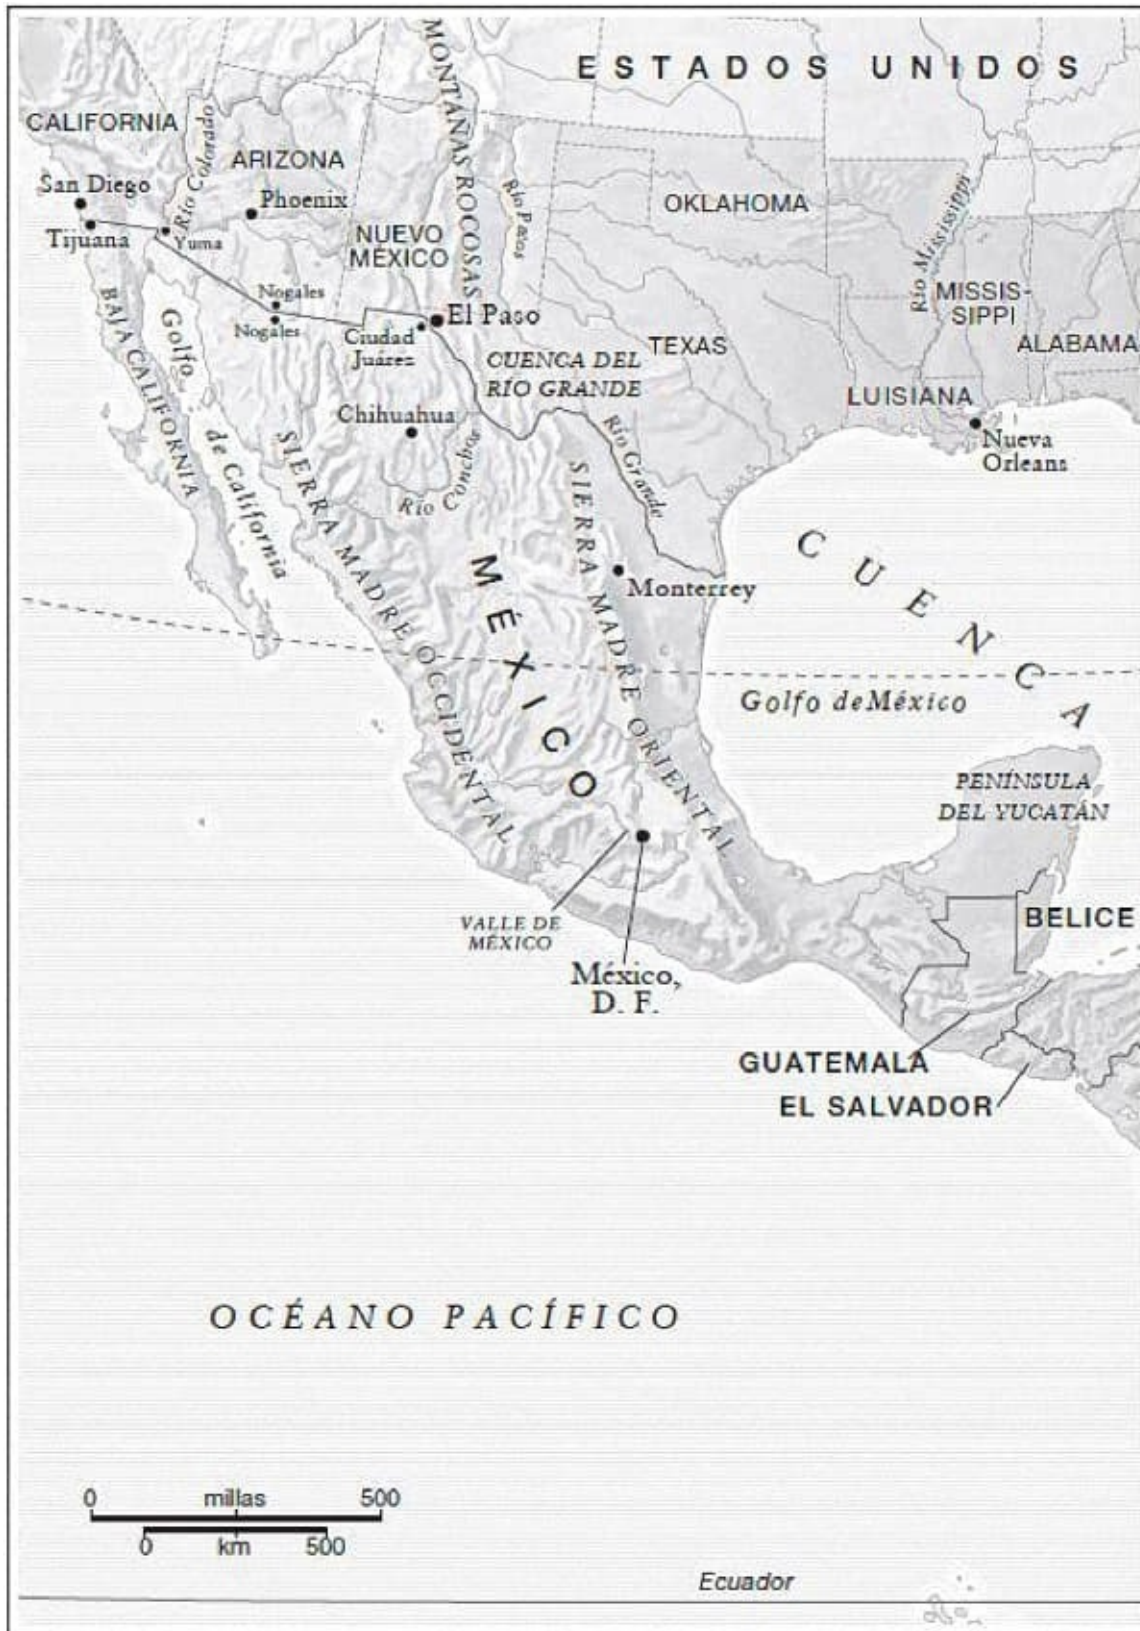 ESTADOS UNIDOS
MONTAÑAS ROCOSAS
CALIFORNIA
Río Colorado
ARIZONA
San Diego
Phoenix
Río Pecos
OKLAHOMA
Río Mississippi
Tijuana
Yuma
NUEVO
MÉXICO
Nogales
Nogales
El Paso
Ciudad
Juárez
MISSIS-
SIPPI
TEXAS
ALABAMA
CUENCA DEL
RÍO GRANDE
LUISIANA
BAJA CALIFORNIA
Golfo
de California
Chihuahua
Río Conchos
Río Grande
Nueva
Orleans
SIERRA MADRE OCCIDENTAL
SIERRA MADRE ORIENTAL
MÉXICO
Monterrey
CUENCA
Golfo de México
PENÍNSULA
DEL YUCATÁN
VALLE DE
MÉXICO
BELICE
México,
D. F.
GUATEMALA
EL SALVADOR
OCÉANO PACÍFICO
0 millas 500
0 km 500
Ecuador